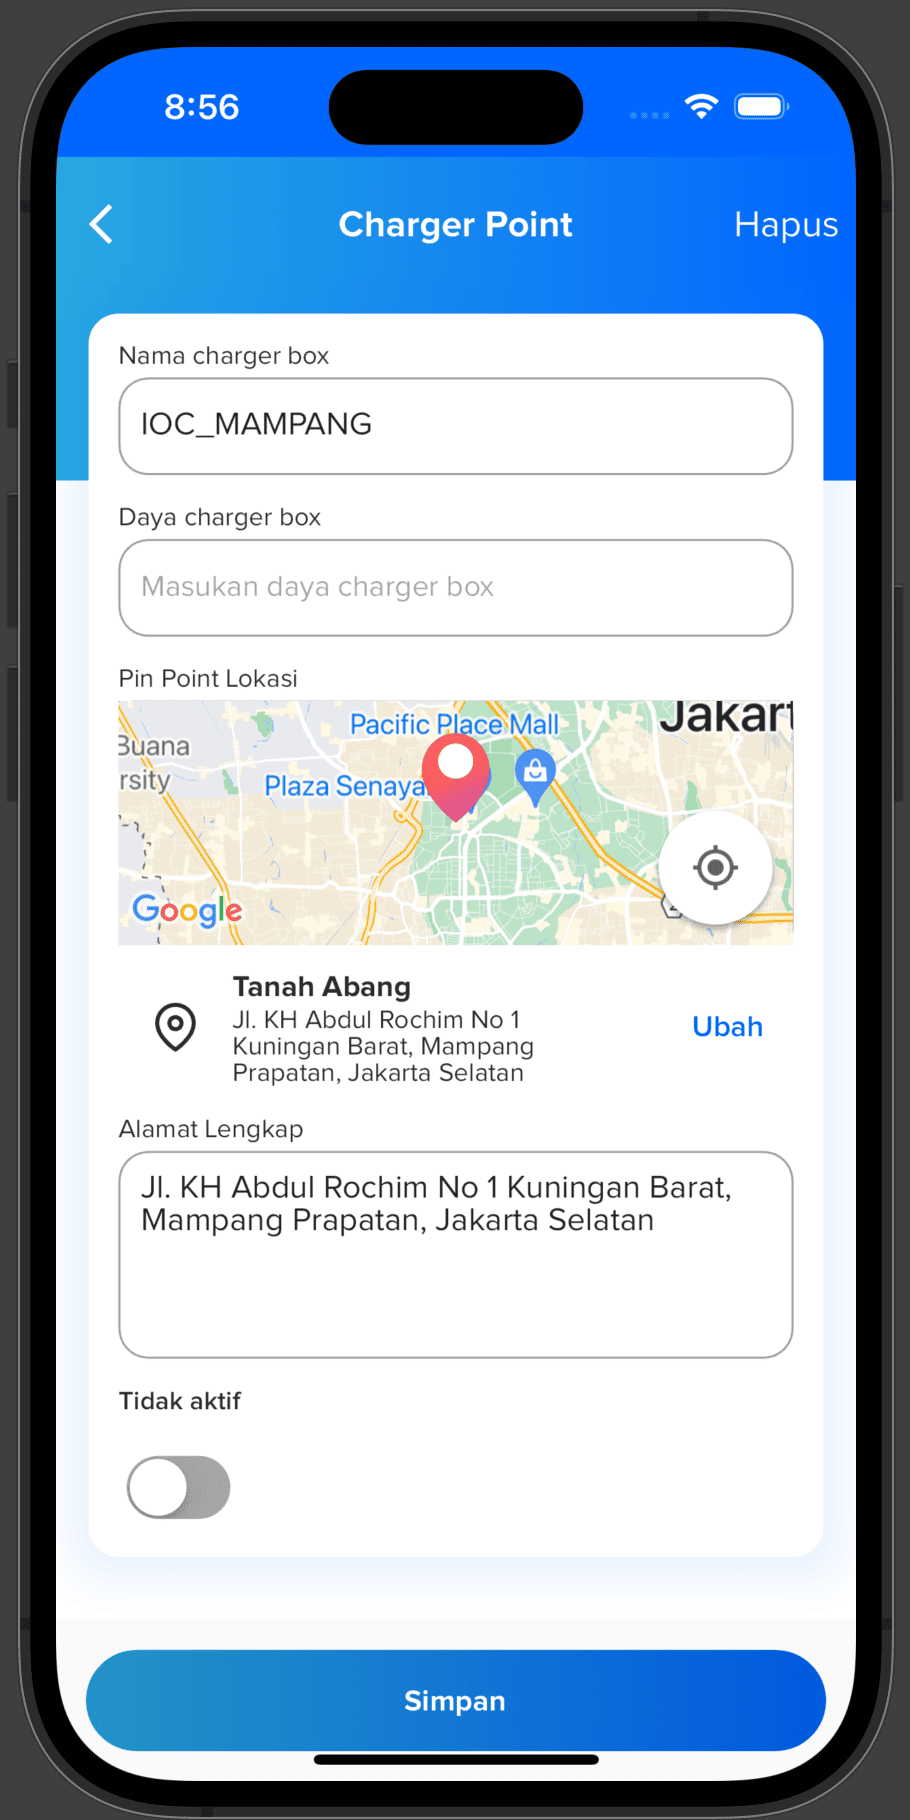 8:56
Charger Point
Hapus
Nama charger box
IOC_MAMPANG
Daya charger box
Masukan daya charger box
Pin Point Lokasi
Pacific Place Mall
Jakart
Buana
rsity
Plaza Senaya
Google
Tanah Abang
Jl. KH Abdul Rochim No 1
Kuningan Barat, Mampang
Prapatan, Jakarta Selatan
Ubah
Alamat Lengkap
Jl. KH Abdul Rochim No 1 Kuningan Barat,
Mampang Prapatan, Jakarta Selatan
Tidak aktif
Simpan